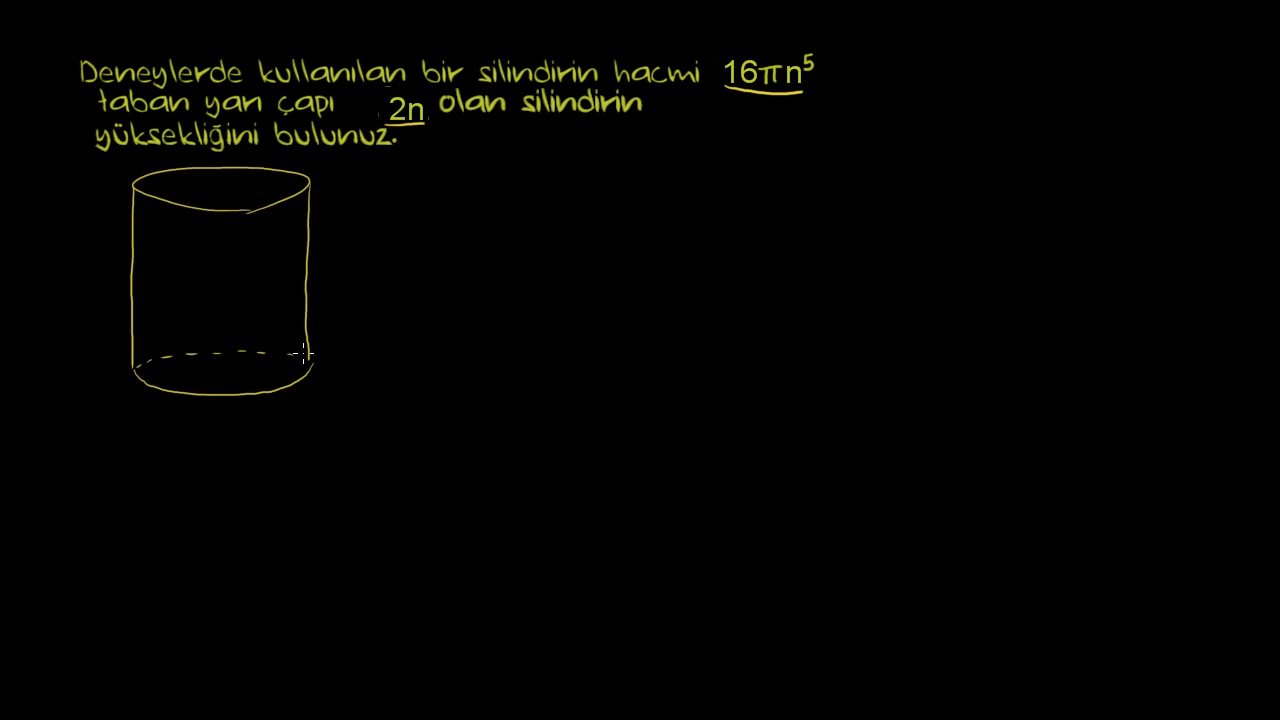 Deneylerde kullanılan bir silindirin hacmi 16πn⁵
taban yarı çapı 2n olan silindirin
yüksekliğini bulunuz.